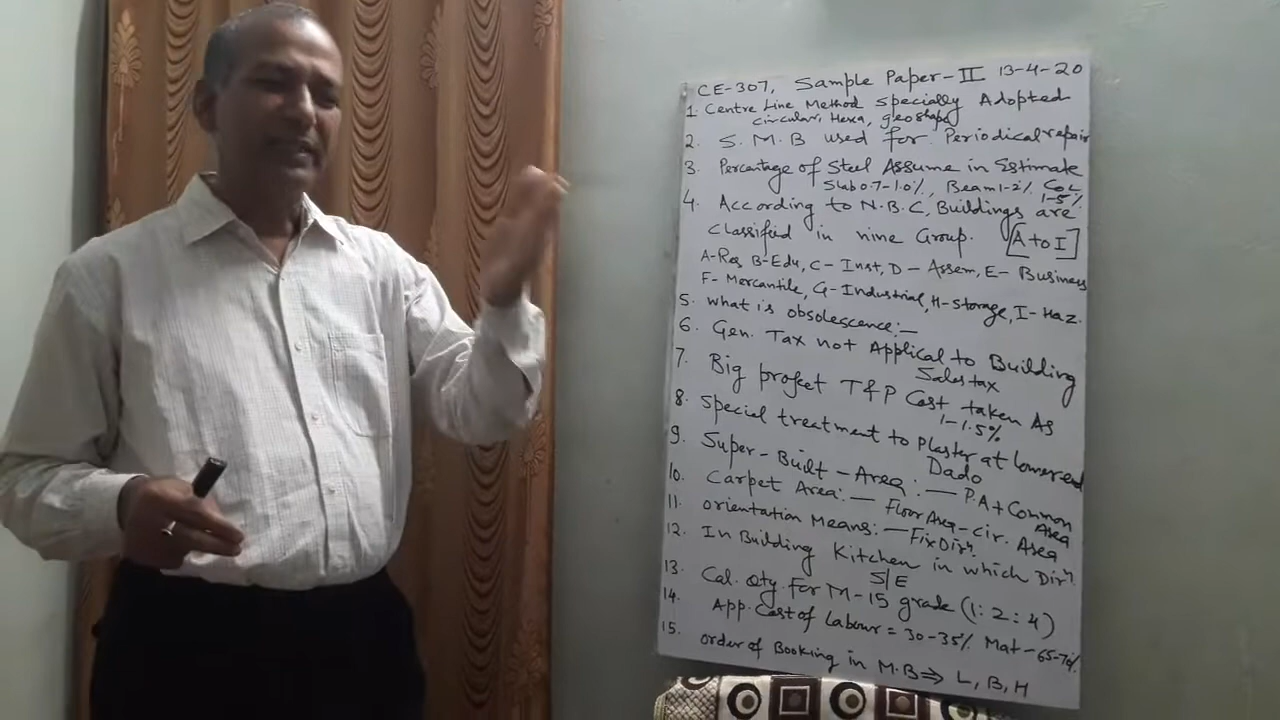 CE-307, Sample Paper-II 13-4-20
1. Centre Line Method specially Adopted
circular, Hexa, geoshape
2. S.M.B used for Periodical repair
3. Percentage of Steel Assume in Estimate
Slab 0.7-1.0%, Beam 1-2%, Col 1-5%
4. According to N.B.C, Buildings are
classified in nine Group. [A to I]
A-Res B-Edu, C-Inst, D-Assem, E-Business
F-Mercantile, G-Industrial, H-Storage, I-Haz.
5. what is obsolescence:-
6. Gen. Tax not Applical to Building
Sales tax
7. Big project T&P Cost taken As
1-1.5%
8. special treatment to plaster at lower end
Dado
9. Super-Built-Area:- P.A + Common Area
10. Carpet Area:- Floor Area - Cir. Area
11. orientation Means:- Fix Dirⁿ.
12. In Building Kitchen in which Dirⁿ.
S/E
13. Cal. Qty. For M-15 grade (1:2:4)
14. App. Cost of Labour = 30-35% Mat-65-70%
15. order of Booking in M.B ⇒ L, B, H